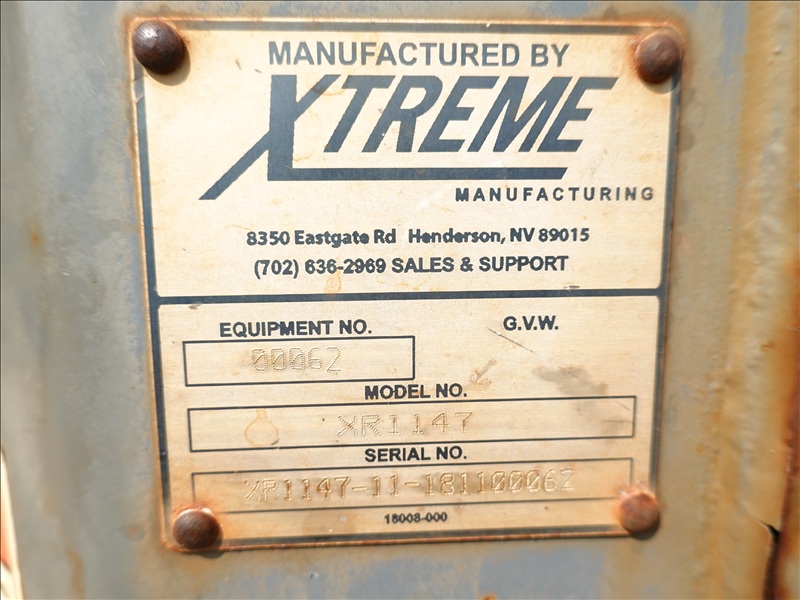 MANUFACTURED BY
XTREME
MANUFACTURING
8350 Eastgate Rd Henderson, NV 89015
(702) 636-2969 SALES & SUPPORT
EQUIPMENT NO. G.V.W.
00062
MODEL NO.
XR1147
SERIAL NO.
XR1147-11-181100062
18008-000